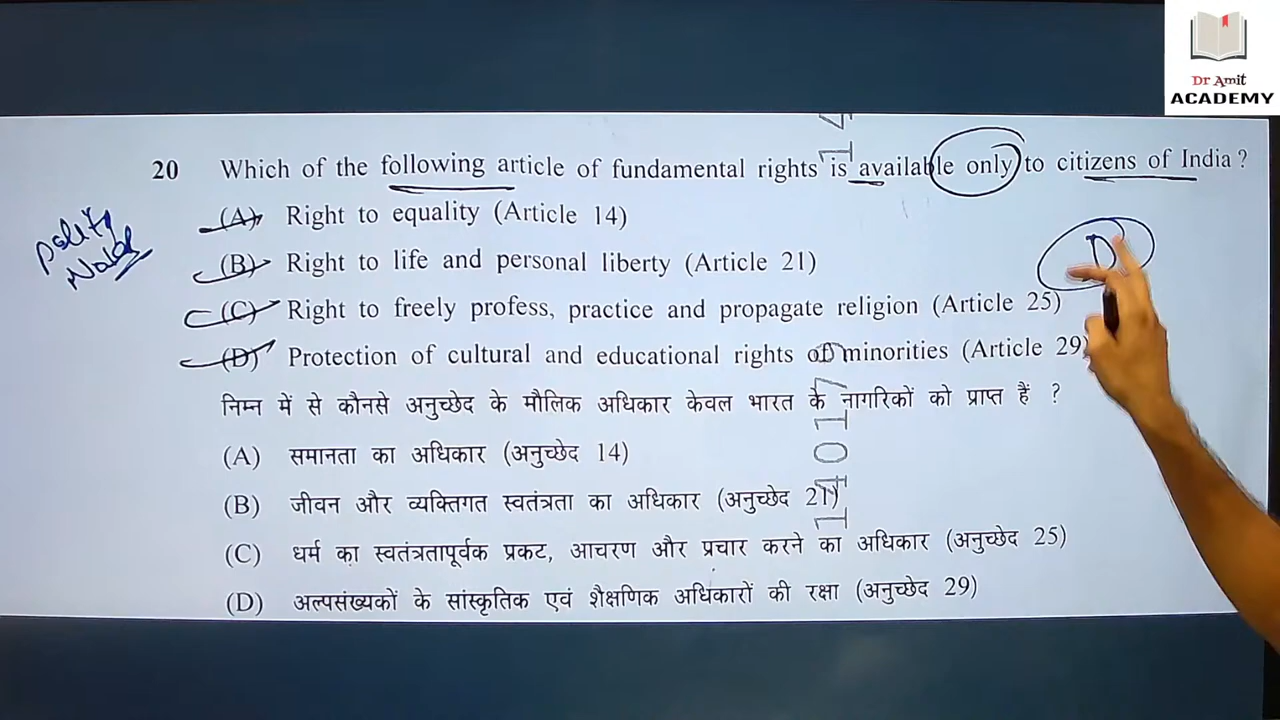 Dr Amit
ACADEMY
20 Which of the following article of fundamental rights is available only to citizens of India ?
(A) Right to equality (Article 14)
(B) Right to life and personal liberty (Article 21)
(C) Right to freely profess, practice and propagate religion (Article 25)
(D) Protection of cultural and educational rights of minorities (Article 29)
D
polity
निम्न में से कौनसे अनुच्छेद के मौलिक अधिकार केवल भारत के नागरिकों को प्राप्त हैं ?
(A) समानता का अधिकार (अनुच्छेद 14)
(B) जीवन और व्यक्तिगत स्वतंत्रता का अधिकार (अनुच्छेद 21)
(C) धर्म का स्वतंत्रतापूर्वक प्रकट, आचरण और प्रचार करने का अधिकार (अनुच्छेद 25)
(D) अल्पसंख्यकों के सांस्कृतिक एवं शैक्षणिक अधिकारों की रक्षा (अनुच्छेद 29)